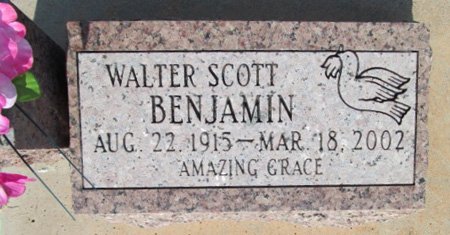 WALTER SCOTT
BENJAMIN
AUG. 22, 1915 – MAR. 18, 2002
AMAZING GRACE